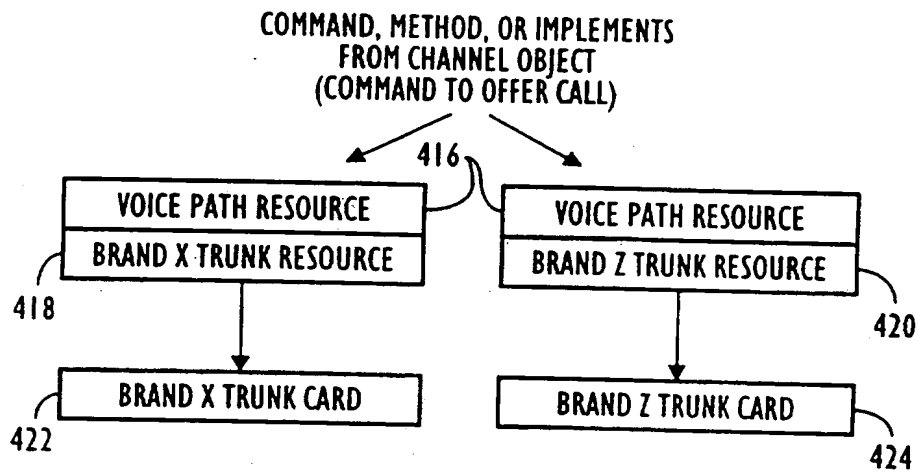 COMMAND, METHOD, OR IMPLEMENTS
FROM CHANNEL OBJECT
(COMMAND TO OFFER CALL)
416
VOICE PATH RESOURCE
BRAND X TRUNK RESOURCE
418
VOICE PATH RESOURCE
BRAND Z TRUNK RESOURCE
420
BRAND X TRUNK CARD
422
BRAND Z TRUNK CARD
424